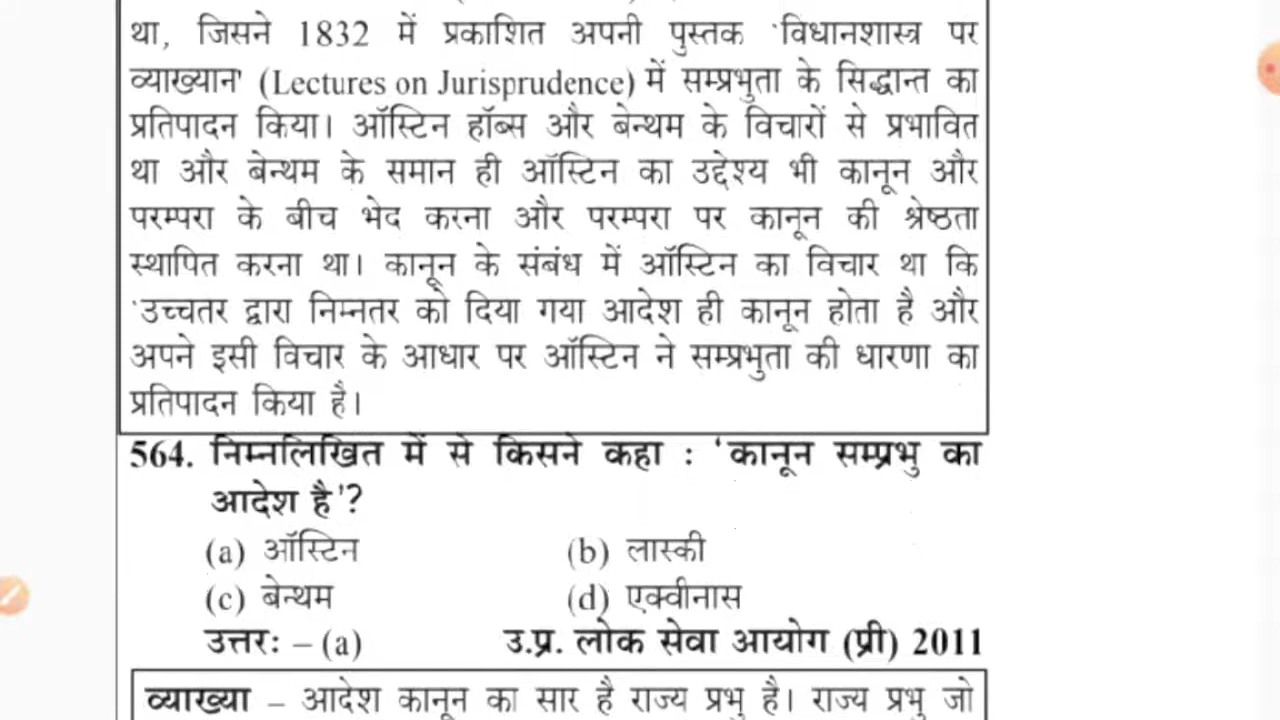 था, जिसने 1832 में प्रकाशित अपनी पुस्तक 'विधानशास्त्र पर
व्याख्यान' (Lectures on Jurisprudence) में सम्प्रभुता के सिद्धान्त का
प्रतिपादन किया। ऑस्टिन हॉब्स और बेन्थम के विचारों से प्रभावित
था और बेन्थम के समान ही ऑस्टिन का उद्देश्य भी कानून और
परम्परा के बीच भेद करना और परम्परा पर कानून की श्रेष्ठता
स्थापित करना था। कानून के संबंध में ऑस्टिन का विचार था कि
'उच्चतर द्वारा निम्नतर को दिया गया आदेश ही कानून होता है और
अपने इसी विचार के आधार पर ऑस्टिन ने सम्प्रभुता की धारणा का
प्रतिपादन किया है।
564. निम्नलिखित में से किसने कहा : 'कानून सम्प्रभु का
आदेश है'?
(a) ऑस्टिन (b) लास्की
(c) बेन्थम (d) एक्वीनास
उत्तरः – (a) उ.प्र. लोक सेवा आयोग (प्री) 2011
व्याख्या – आदेश कानून का सार है राज्य प्रभु है। राज्य प्रभु जो